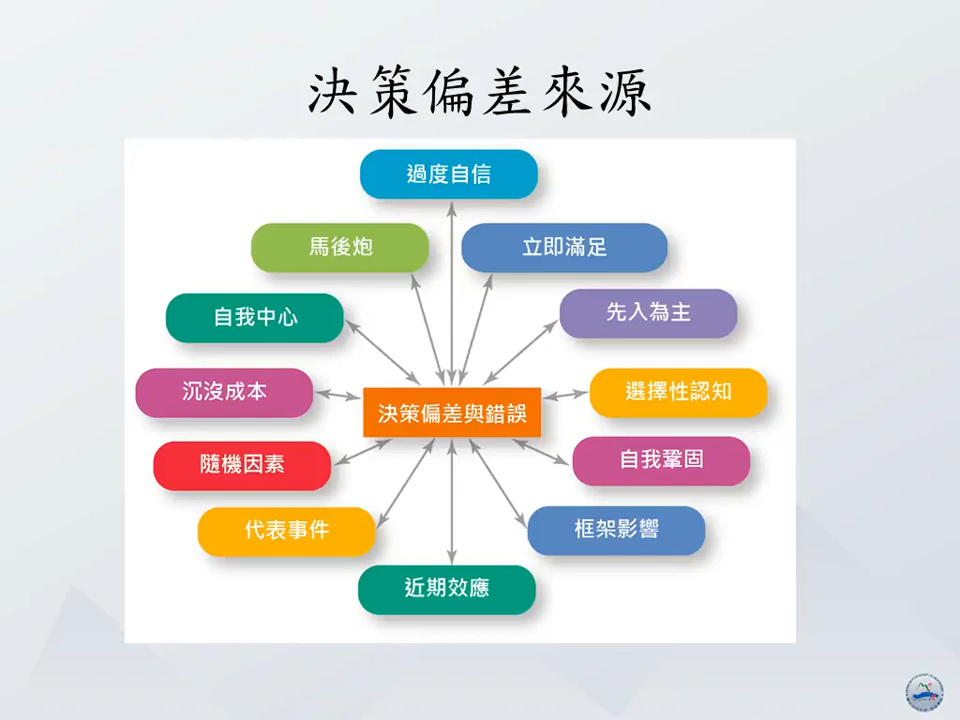 決策偏差來源
過度自信
馬後炮
立即滿足
自我中心
先入為主
沉沒成本
選擇性認知
決策偏差與錯誤
隨機因素
自我鞏固
代表事件
框架影響
近期效應